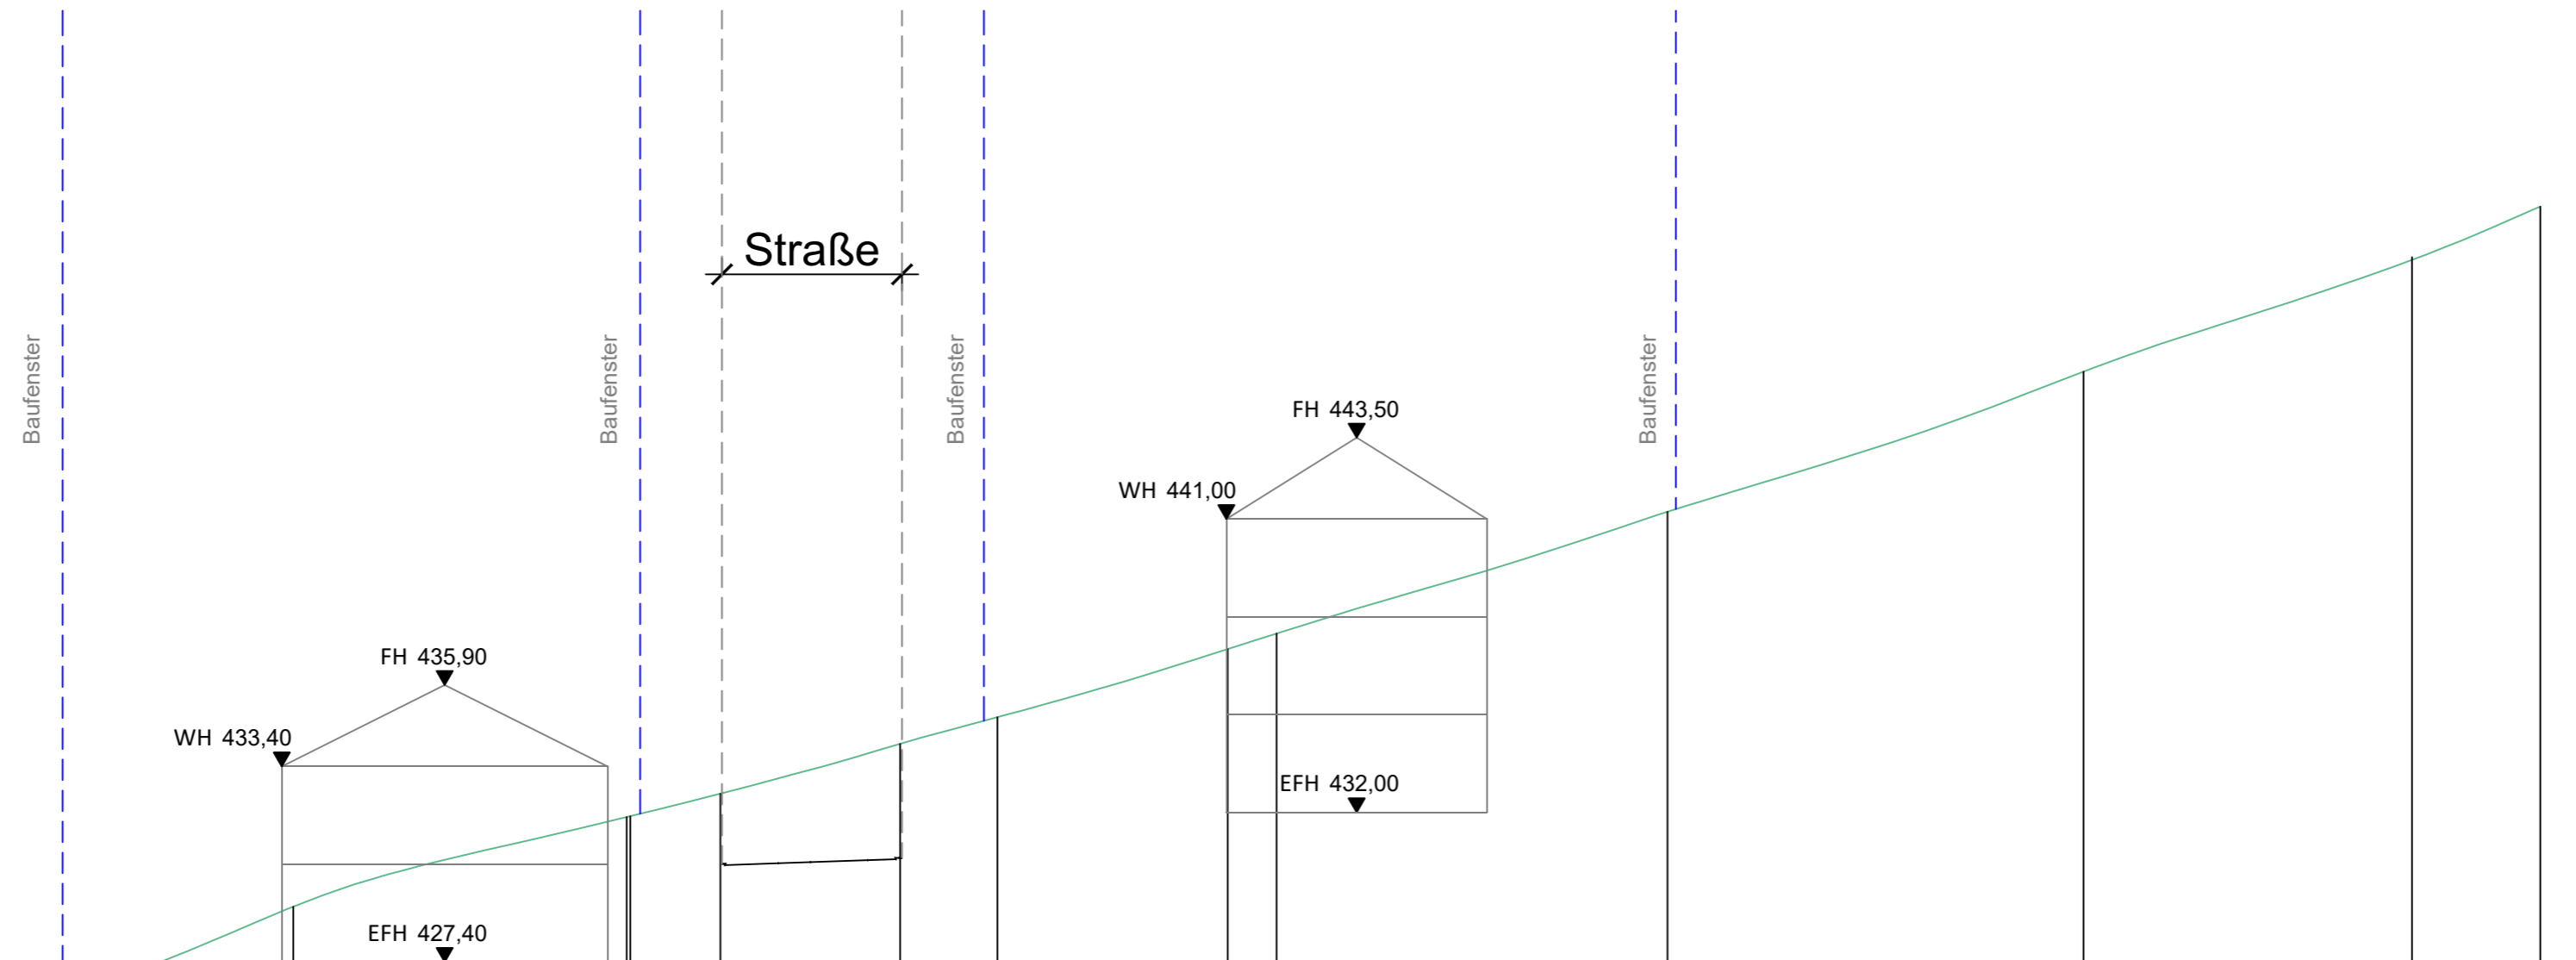 Straße
Baufenster
Baufenster
Baufenster
Baufenster
FH 443,50
WH 441,00
FH 435,90
WH 433,40
EFH 432,00
EFH 427,40